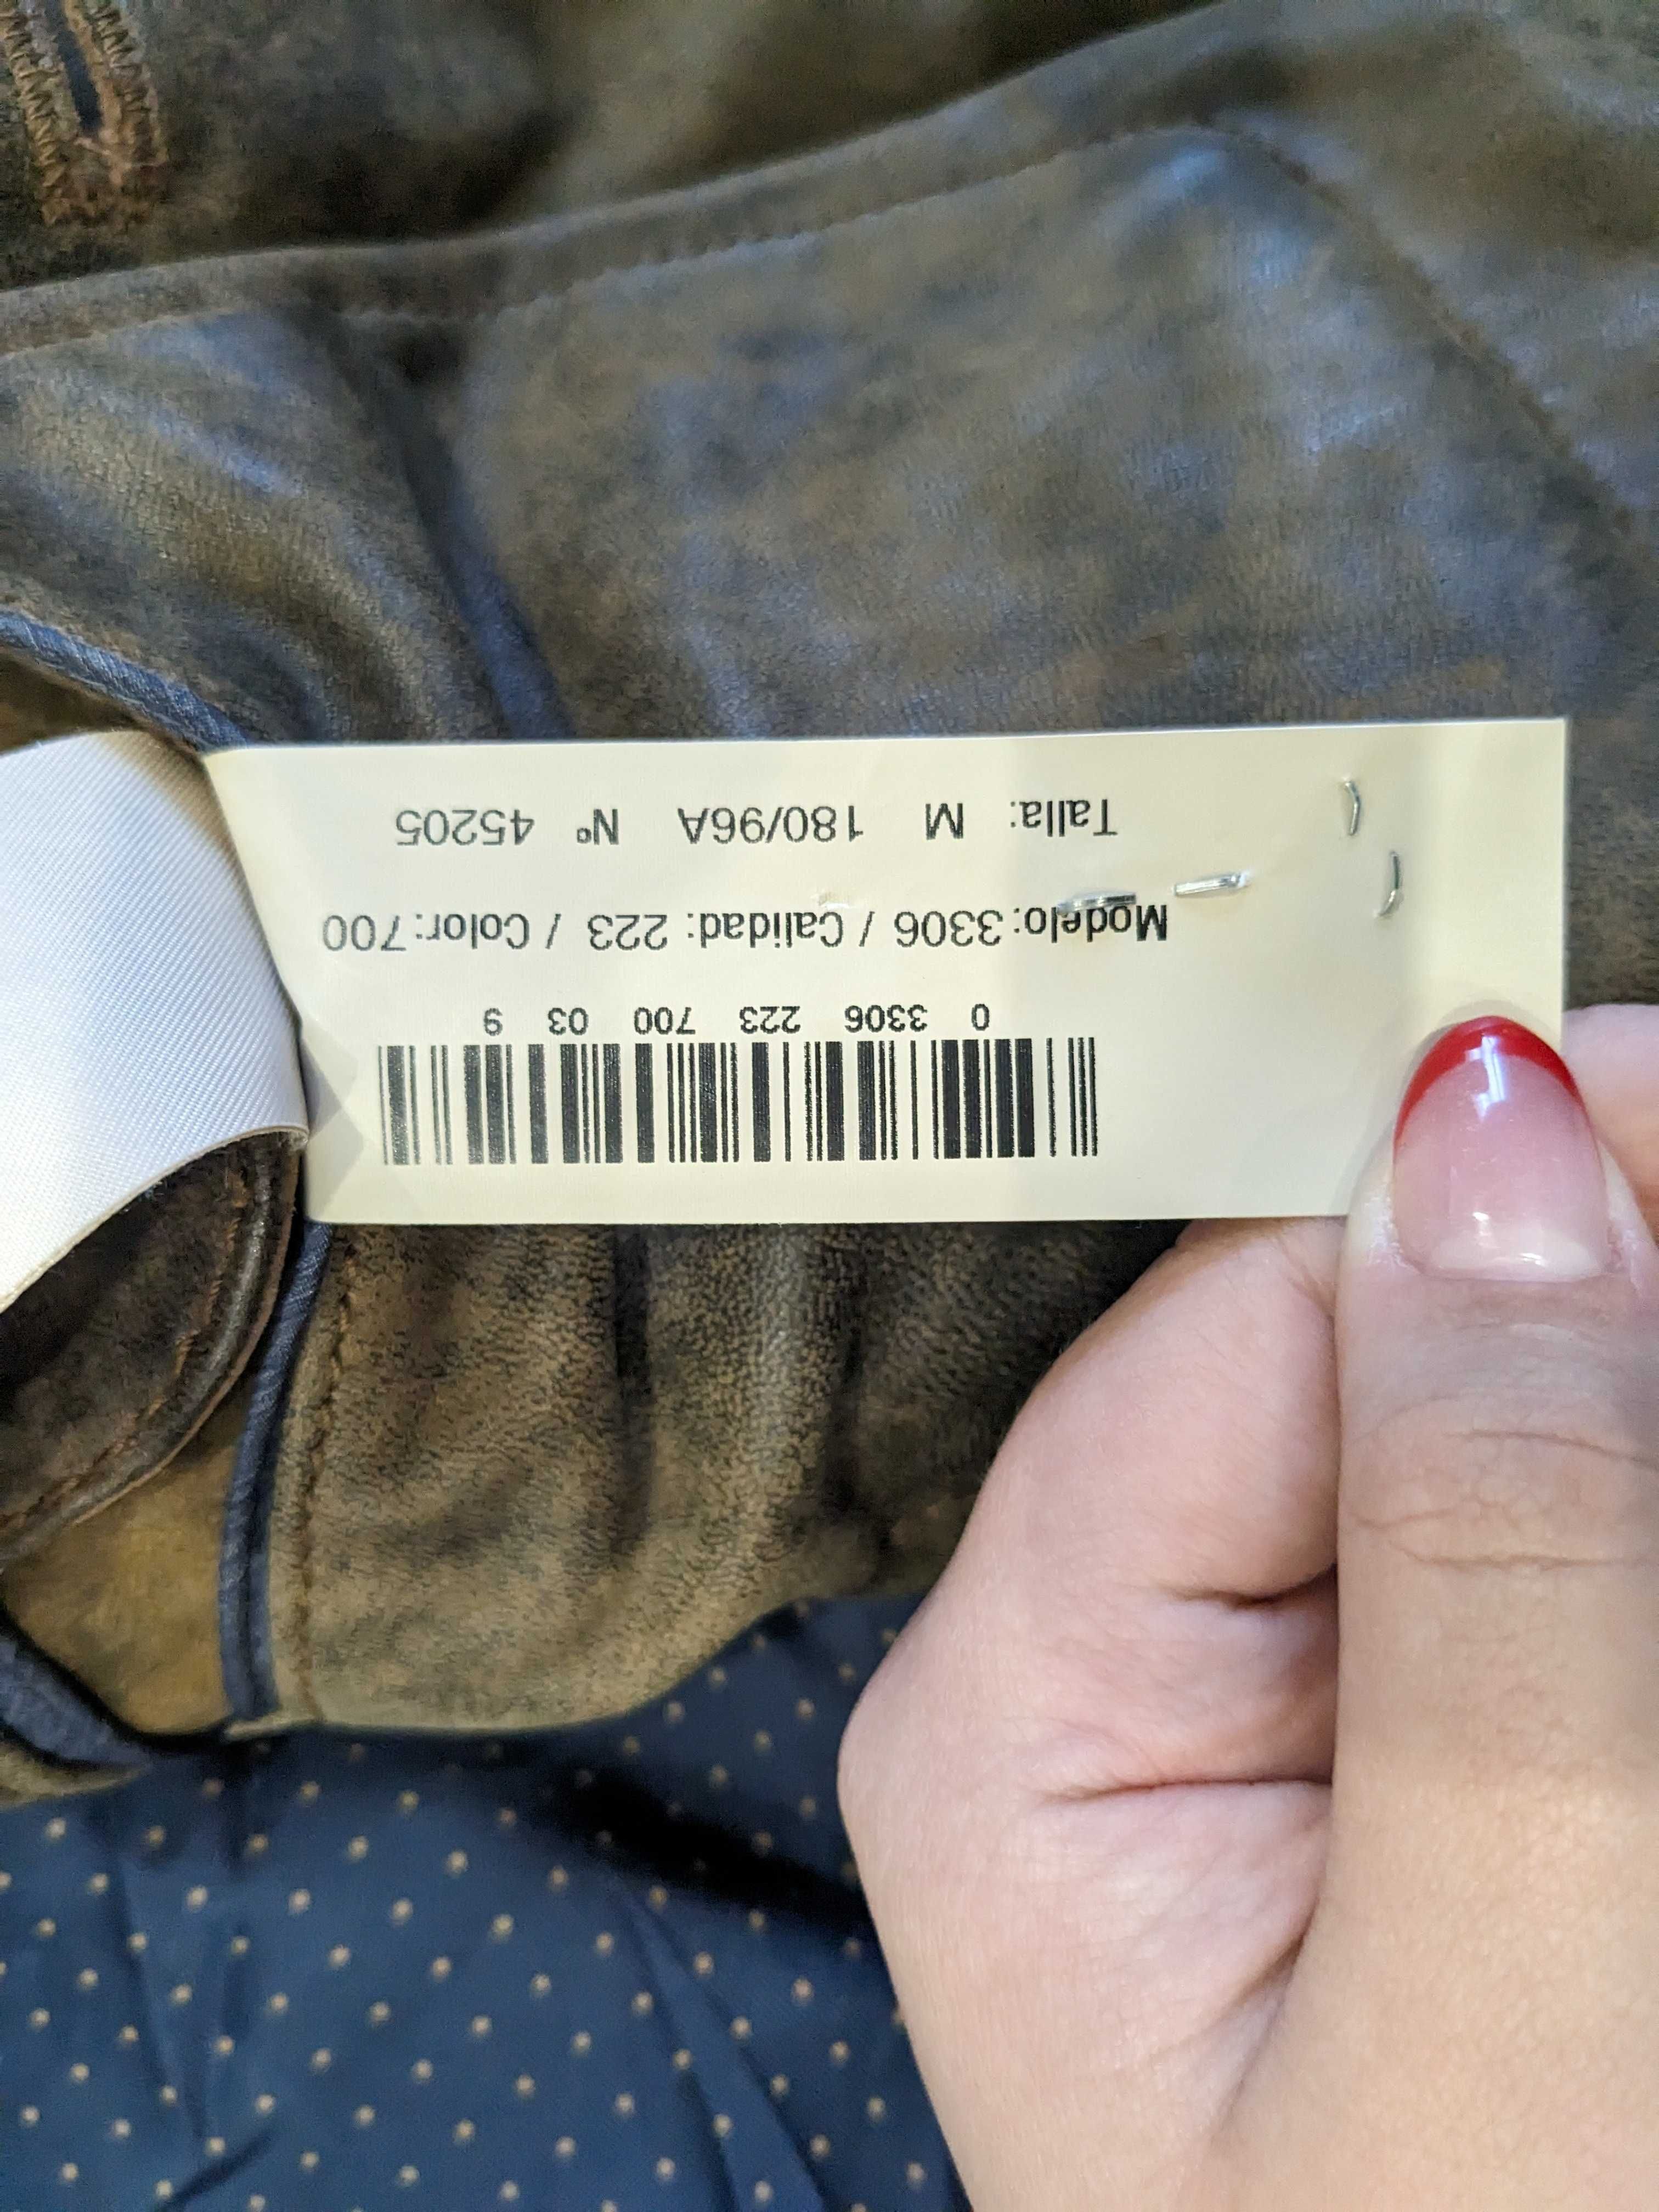 0 3306 223 700 03 9
Modelo:3306 / Calidad: 223 / Color:700
Talla: M 180/96A Nº 45205